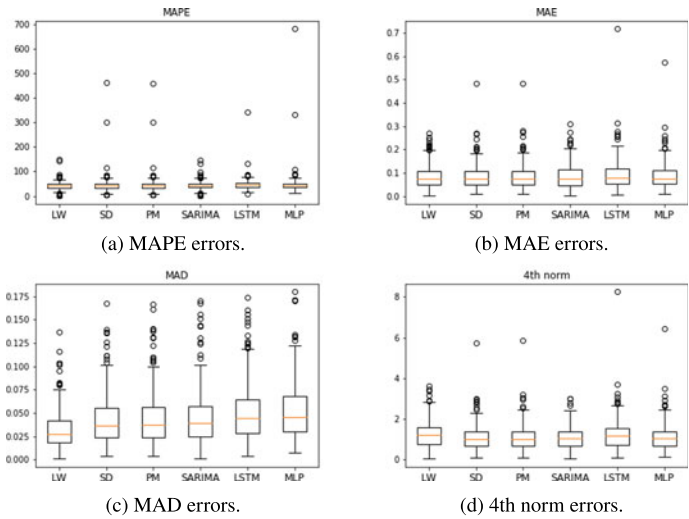 MAPE
MAE
700
600
500
400
300
200
100
0
LW SD PM SARIMA LSTM MLP
0.7
0.6
0.5
0.4
0.3
0.2
0.1
0.0
LW SD PM SARIMA LSTM MLP
(a) MAPE errors.
(b) MAE errors.
MAD
4th norm
0.175
0.150
0.125
0.100
0.075
0.050
0.025
0.000
LW SD PM SARIMA LSTM MLP
8
6
4
2
0
LW SD PM SARIMA LSTM MLP
(c) MAD errors.
(d) 4th norm errors.